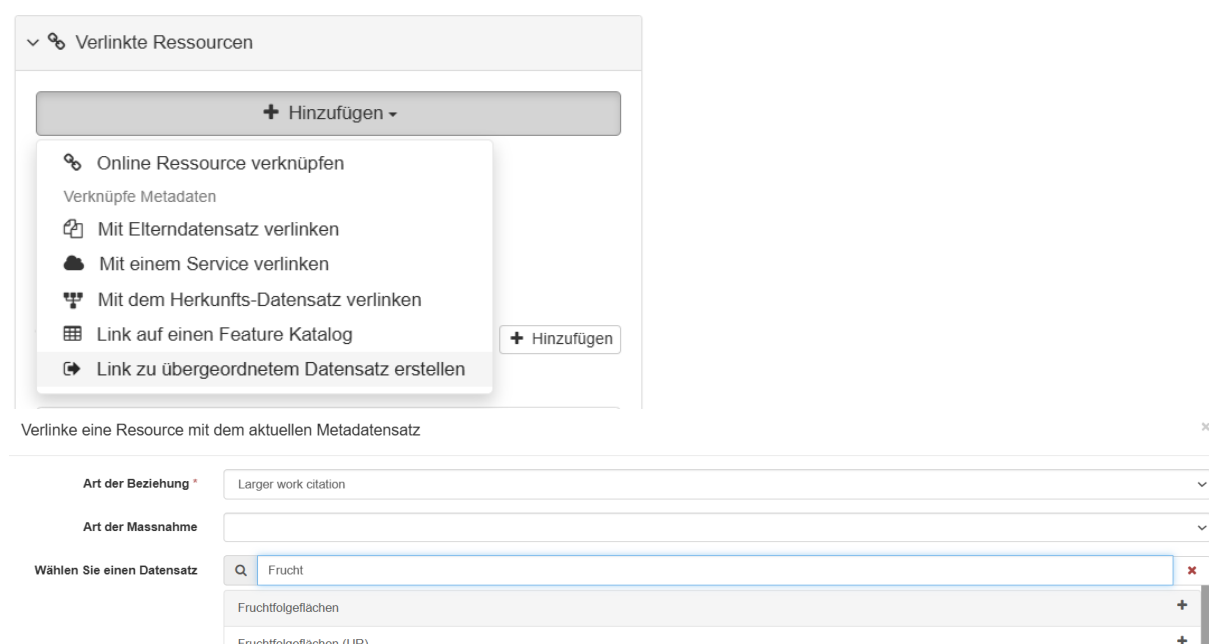 Verlinkte Ressourcen
+ Hinzufügen
Online Ressource verknüpfen
Verknüpfe Metadaten
Mit Elterndatensatz verlinken
Mit einem Service verlinken
Mit dem Herkunfts-Datensatz verlinken
Link auf einen Feature Katalog
+ Hinzufügen
Link zu übergeordnetem Datensatz erstellen
Verlinke eine Resource mit dem aktuellen Metadatensatz
Art der Beziehung * Larger work citation
Art der Massnahme
Wählen Sie einen Datensatz Frucht
Fruchtfolgeflächen
Fruchtfolgeflächen (UR)